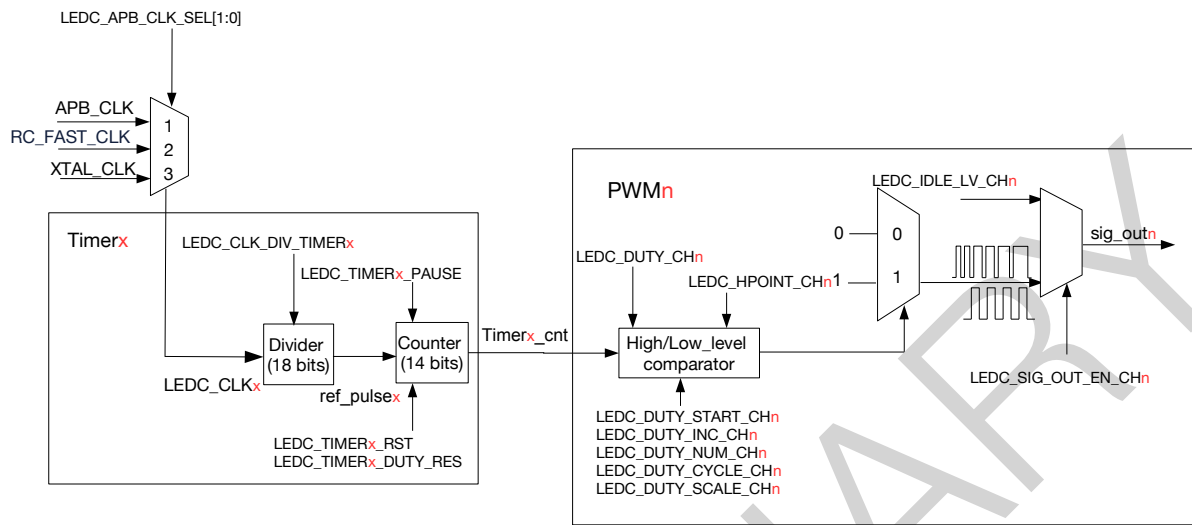 LEDC_APB_CLK_SEL[1:0]
APB_CLK
RC_FAST_CLK
XTAL_CLK
1
2
3
Timerx
LEDC_CLK_DIV_TIMERx
LEDC_TIMERx_PAUSE
Divider
(18 bits)
Counter
(14 bits)
LEDC_CLKx
ref_pulsex
LEDC_TIMERx_RST
LEDC_TIMERx_DUTY_RES
Timerx_cnt
PWMn
LEDC_DUTY_CHn
LEDC_HPOINT_CHn
High/Low_level
comparator
LEDC_DUTY_START_CHn
LEDC_DUTY_INC_CHn
LEDC_DUTY_NUM_CHn
LEDC_DUTY_CYCLE_CHn
LEDC_DUTY_SCALE_CHn
0
1
0
1
LEDC_IDLE_LV_CHn
sig_outn
LEDC_SIG_OUT_EN_CHn
ARY